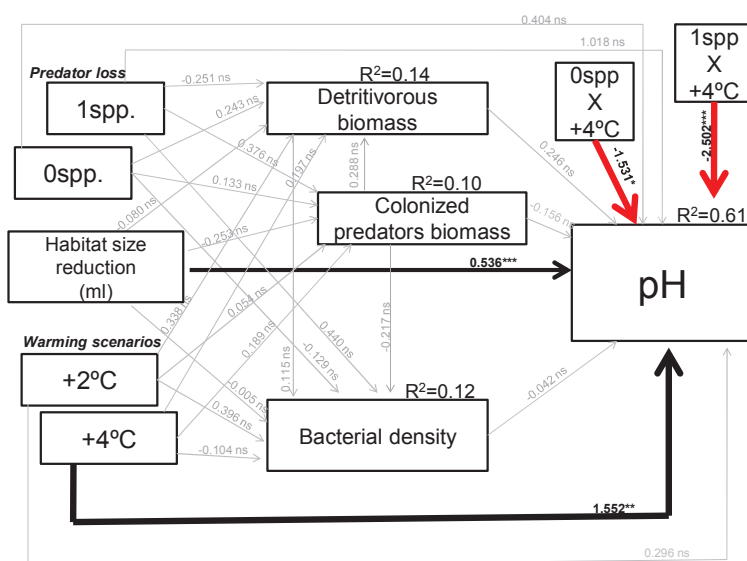 0.404 ns
1.018 ns
1spp
X
+4ºC
0spp
X
+4ºC
Predator loss
-0.251 ns
R²=0.14
1spp.
0.243 ns
Detritivorous
biomass
-1.531*
-2.502***
0spp.
0.376 ns
0.197 ns
0.288 ns
0.246 ns
0.133 ns
R²=0.10
-0.080 ns
Colonized
predators biomass
-0.156 ns
R²=0.61
Habitat size
reduction
(ml)
-0.253 ns
0.536***
pH
0.338 ns
0.054 ns
0.189 ns
0.440 ns
-0.129 ns
-0.217 ns
Warming scenarios
+2ºC
-0.005 ns
0.115 ns
0.396 ns
R²=0.12
-0.042 ns
+4ºC
Bacterial density
-0.104 ns
1.552**
0.296 ns